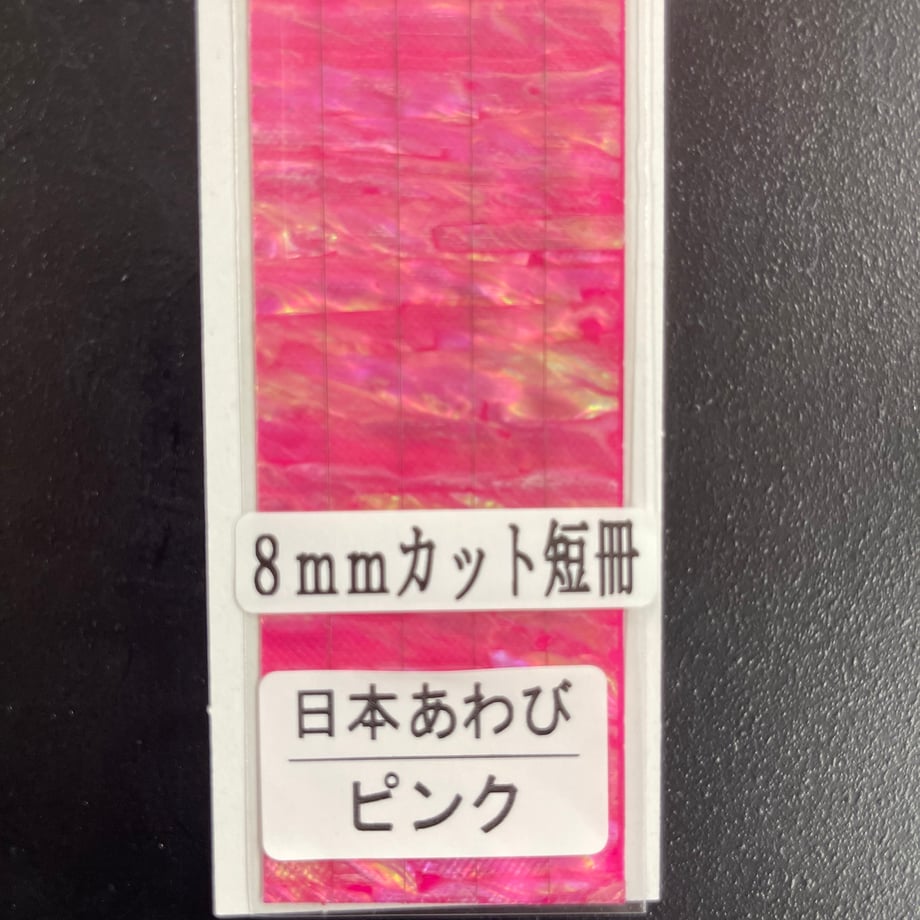 ８ｍｍカット短冊
日本あわび
ピンク